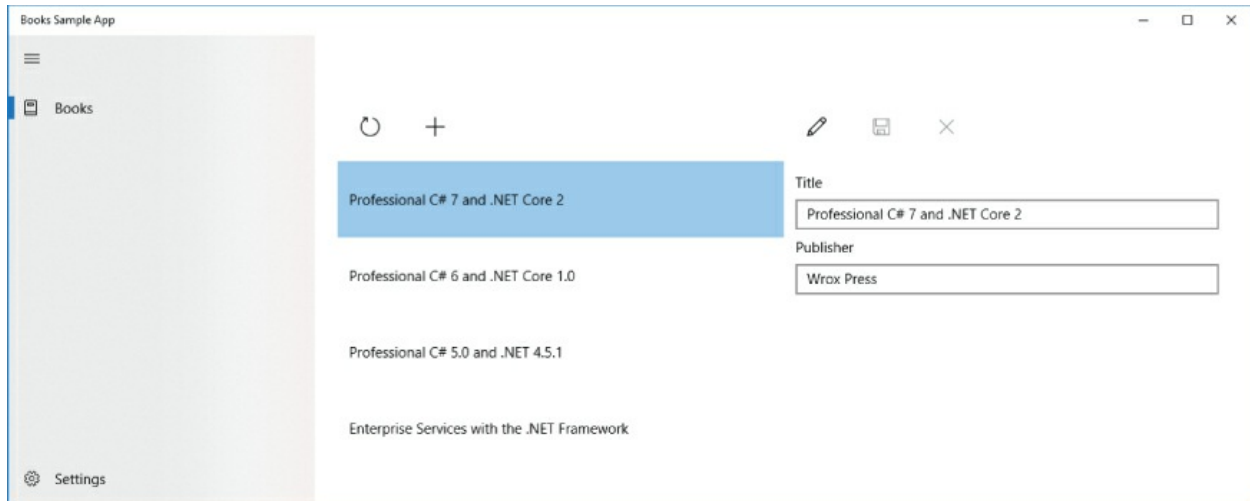 Books Sample App
Books
Settings
Professional C# 7 and .NET Core 2
Professional C# 6 and .NET Core 1.0
Professional C# 5.0 and .NET 4.5.1
Enterprise Services with the .NET Framework
Title
Professional C# 7 and .NET Core 2
Publisher
Wrox Press